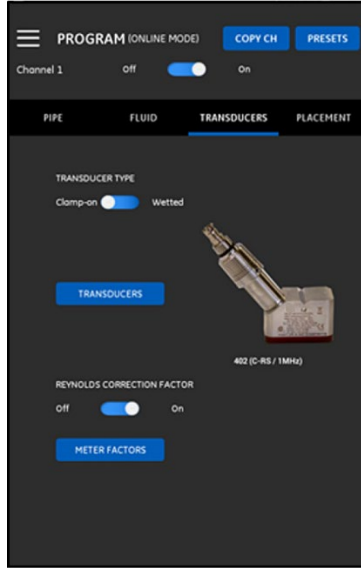 PROGRAM (ONLINE MODE) COPY CH PRESETS
Channel 1 Off On
PIPE FLUID TRANSDUCERS PLACEMENT
TRANSDUCER TYPE
Clamp-on Wetted
TRANSDUCERS
402 (C-RS / 1MHz)
REYNOLDS CORRECTION FACTOR
Off On
METER FACTORS